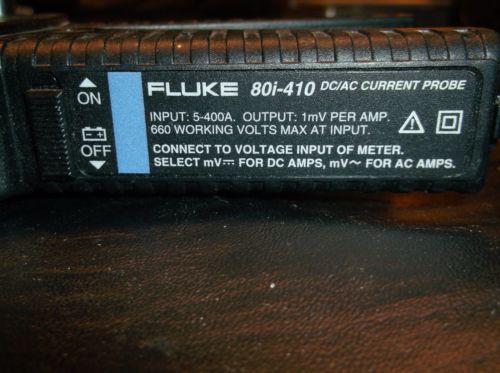 FLUKE 80i-410 DC/AC CURRENT PROBE
ON
INPUT: 5-400A. OUTPUT: 1mV PER AMP.
660 WORKING VOLTS MAX AT INPUT.
OFF
CONNECT TO VOLTAGE INPUT OF METER.
SELECT mV⎓ FOR DC AMPS, mV~ FOR AC AMPS.